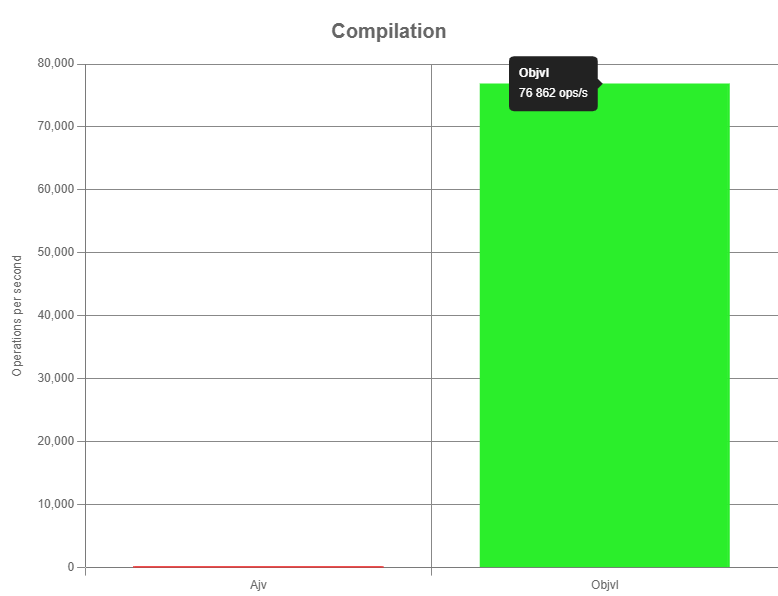 Compilation
80,000
Objvl
76 862 ops/s
70,000
60,000
50,000
40,000
30,000
20,000
10,000
0
Operations per second
Ajv
Objvl